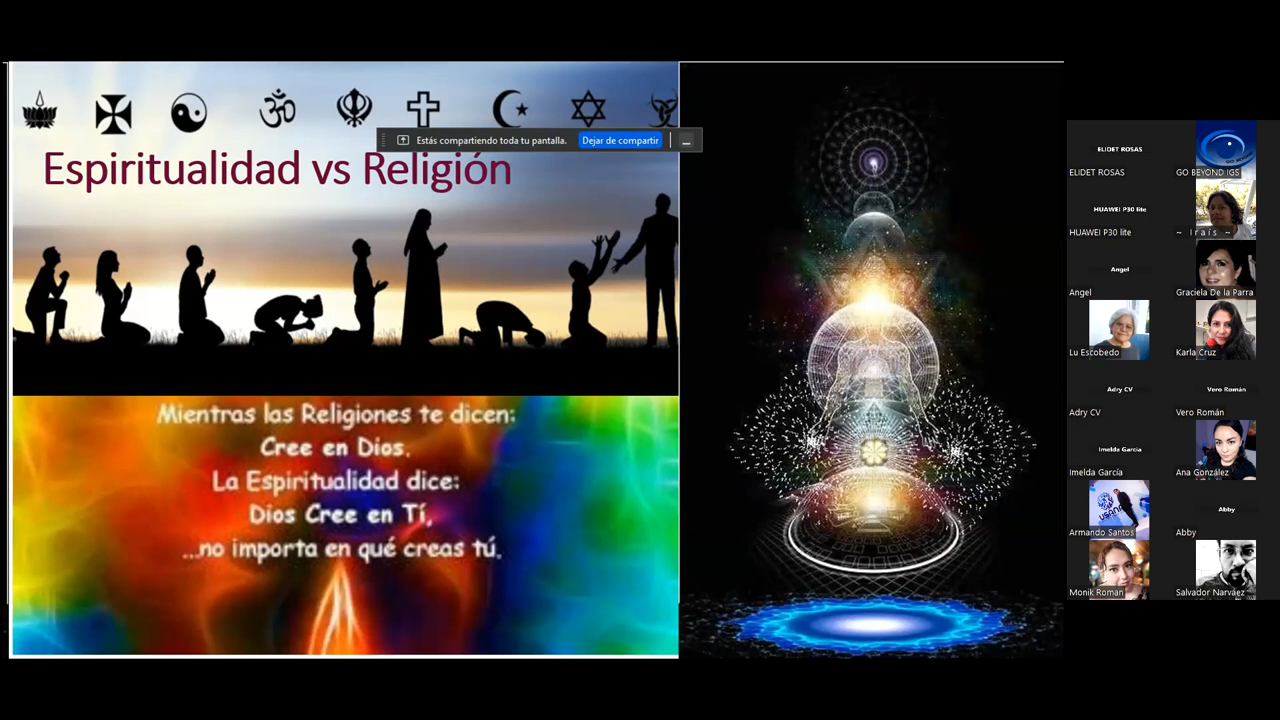 Estás compartiendo toda tu pantalla. Dejar de compartir
Espiritualidad vs Religión
Mientras las Religiones te dicen:
Cree en Dios.
La Espiritualidad dice:
Dios Cree en Tí,
...no importa en qué creas tú.
ELIDET ROSAS
ELIDET ROSAS
GO BEYOND IGS
HUAWEI P30 lite
HUAWEI P30 lite
~ Irais ~
Angel
Angel
Graciela De la Parra
Lu Escobedo
Karla Cruz
Adry CV
Adry CV
Vero Román
Vero Román
Imelda Garcia
Imelda García
Ana González
USANA
Armando Santos
Abby
Abby
Monik Roman
Salvador Narváez